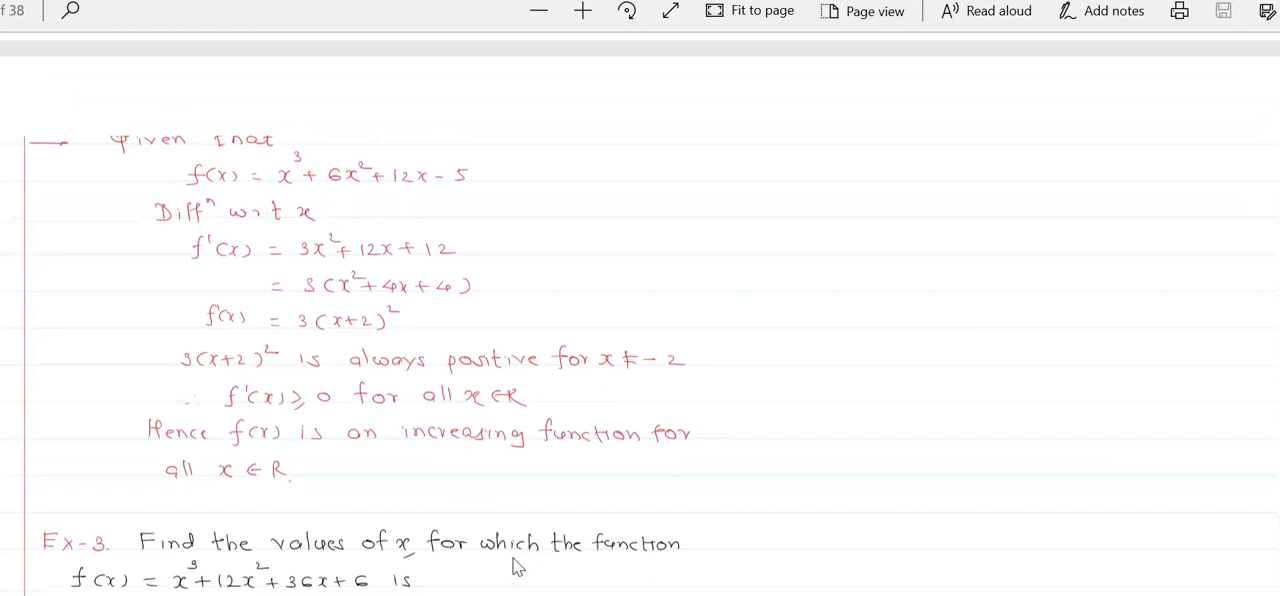 f 38 Fit to page Page view Read aloud Add notes
Given that
f(x) = x³ + 6x² + 12x - 5
Diffⁿ w.r.t x
f'(x) = 3x² + 12x + 12
= 3(x² + 4x + 4)
f'(x) = 3(x+2)²
3(x+2)² is always positive for x ≠ -2
∴ f'(x) ≥ 0 for all x ∈ R
Hence f(x) is an increasing function for
all x ∈ R.
Ex-3. Find the values of x for which the function
f(x) = x³ + 12x² + 36x + 6 is